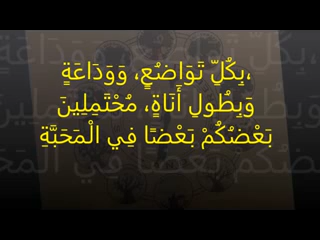 بِكُلِّ تَوَاضُعٍ، وَوَدَاعَةٍ،
وَبِطُولِ أَنَاةٍ، مُحْتَمِلِينَ
بَعْضُكُمْ بَعْضًا فِي الْمَحَبَّةِ